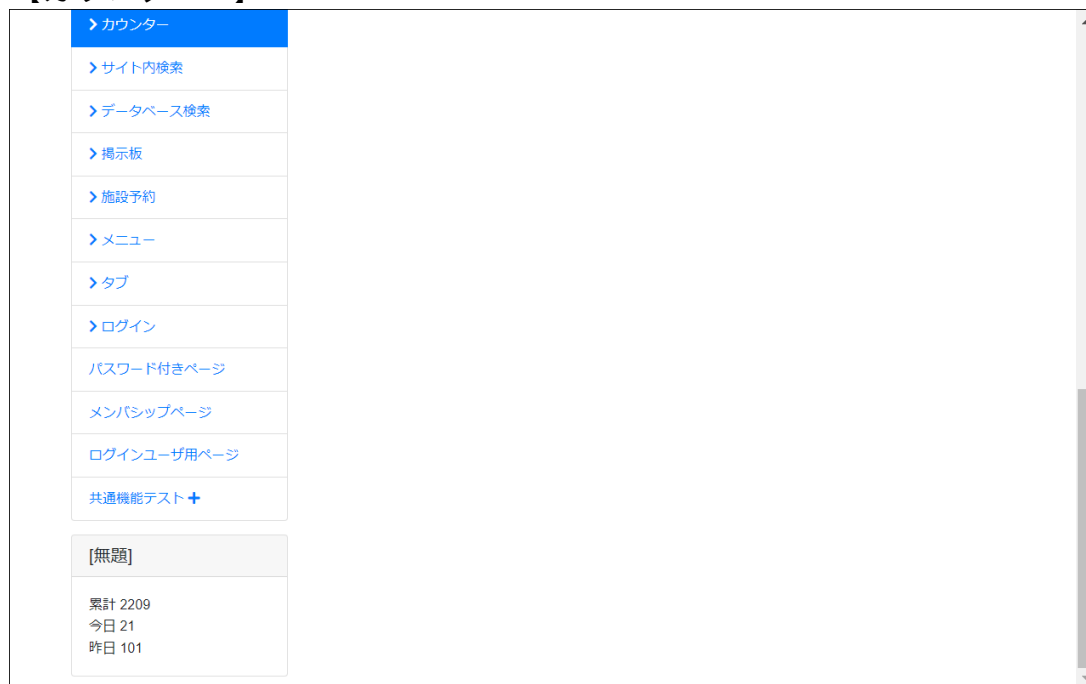 カウンター
サイト内検索
データベース検索
掲示板
施設予約
メニュー
タブ
ログイン
パスワード付きページ
メンバシップページ
ログインユーザ用ページ
共通機能テスト
[無題]
累計 2209
今日 21
昨日 101